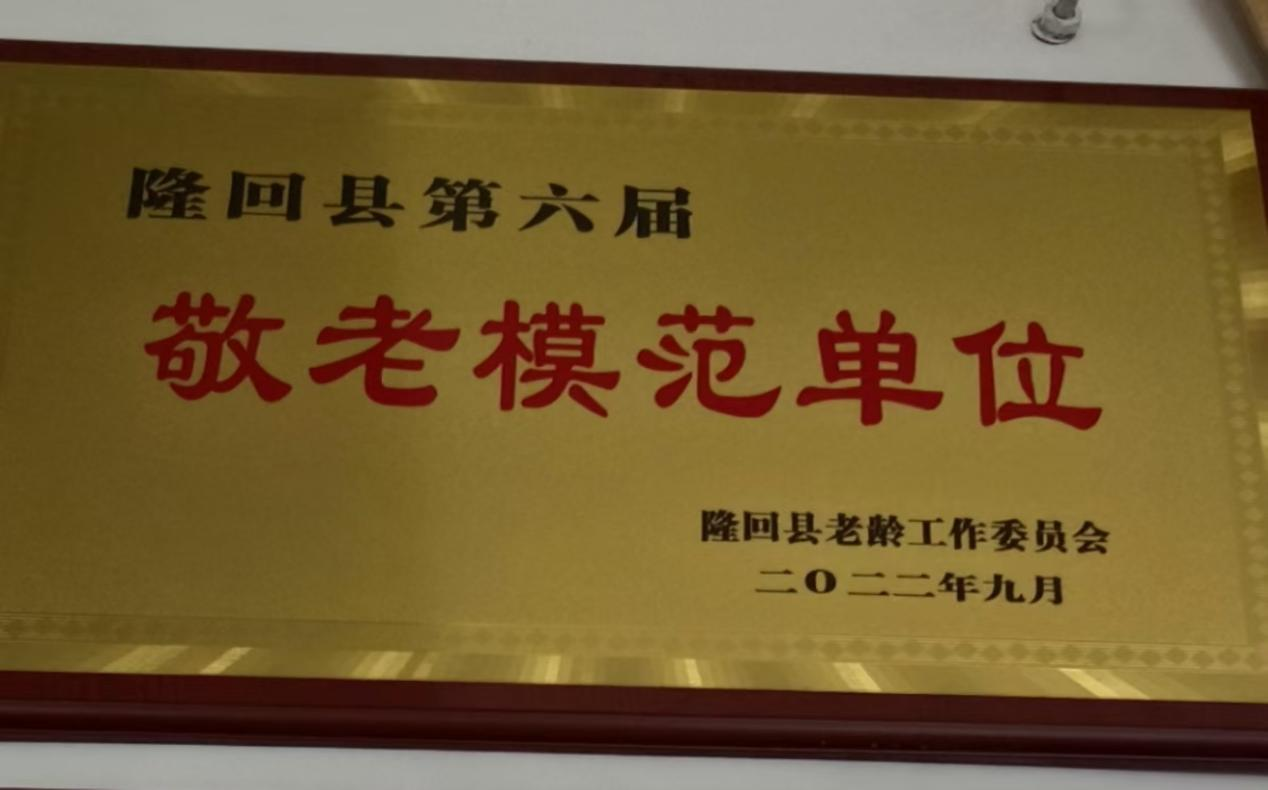 隆回县第六届
敬老模范单位
隆回县老龄工作委员会
二〇二二年九月